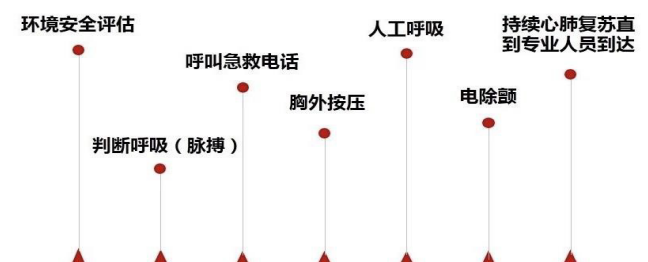 环境安全评估
判断呼吸（脉搏）
呼叫急救电话
胸外按压
人工呼吸
电除颤
持续心肺复苏直
到专业人员到达